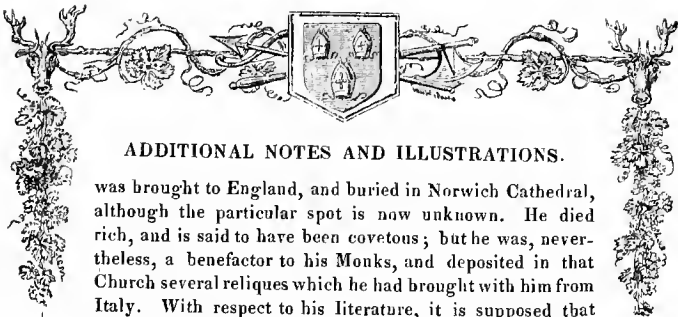 ADDITIONAL NOTES AND ILLUSTRATIONS.
was brought to England, and buried in Norwich Cathedral,
although the particular spot is now unknown. He died
rich, and is said to have been covetous; but he was, never-
theless, a benefactor to his Monks, and deposited in that
Church several reliques which he had brought with him from
Italy. With respect to his literature, it is supposed that